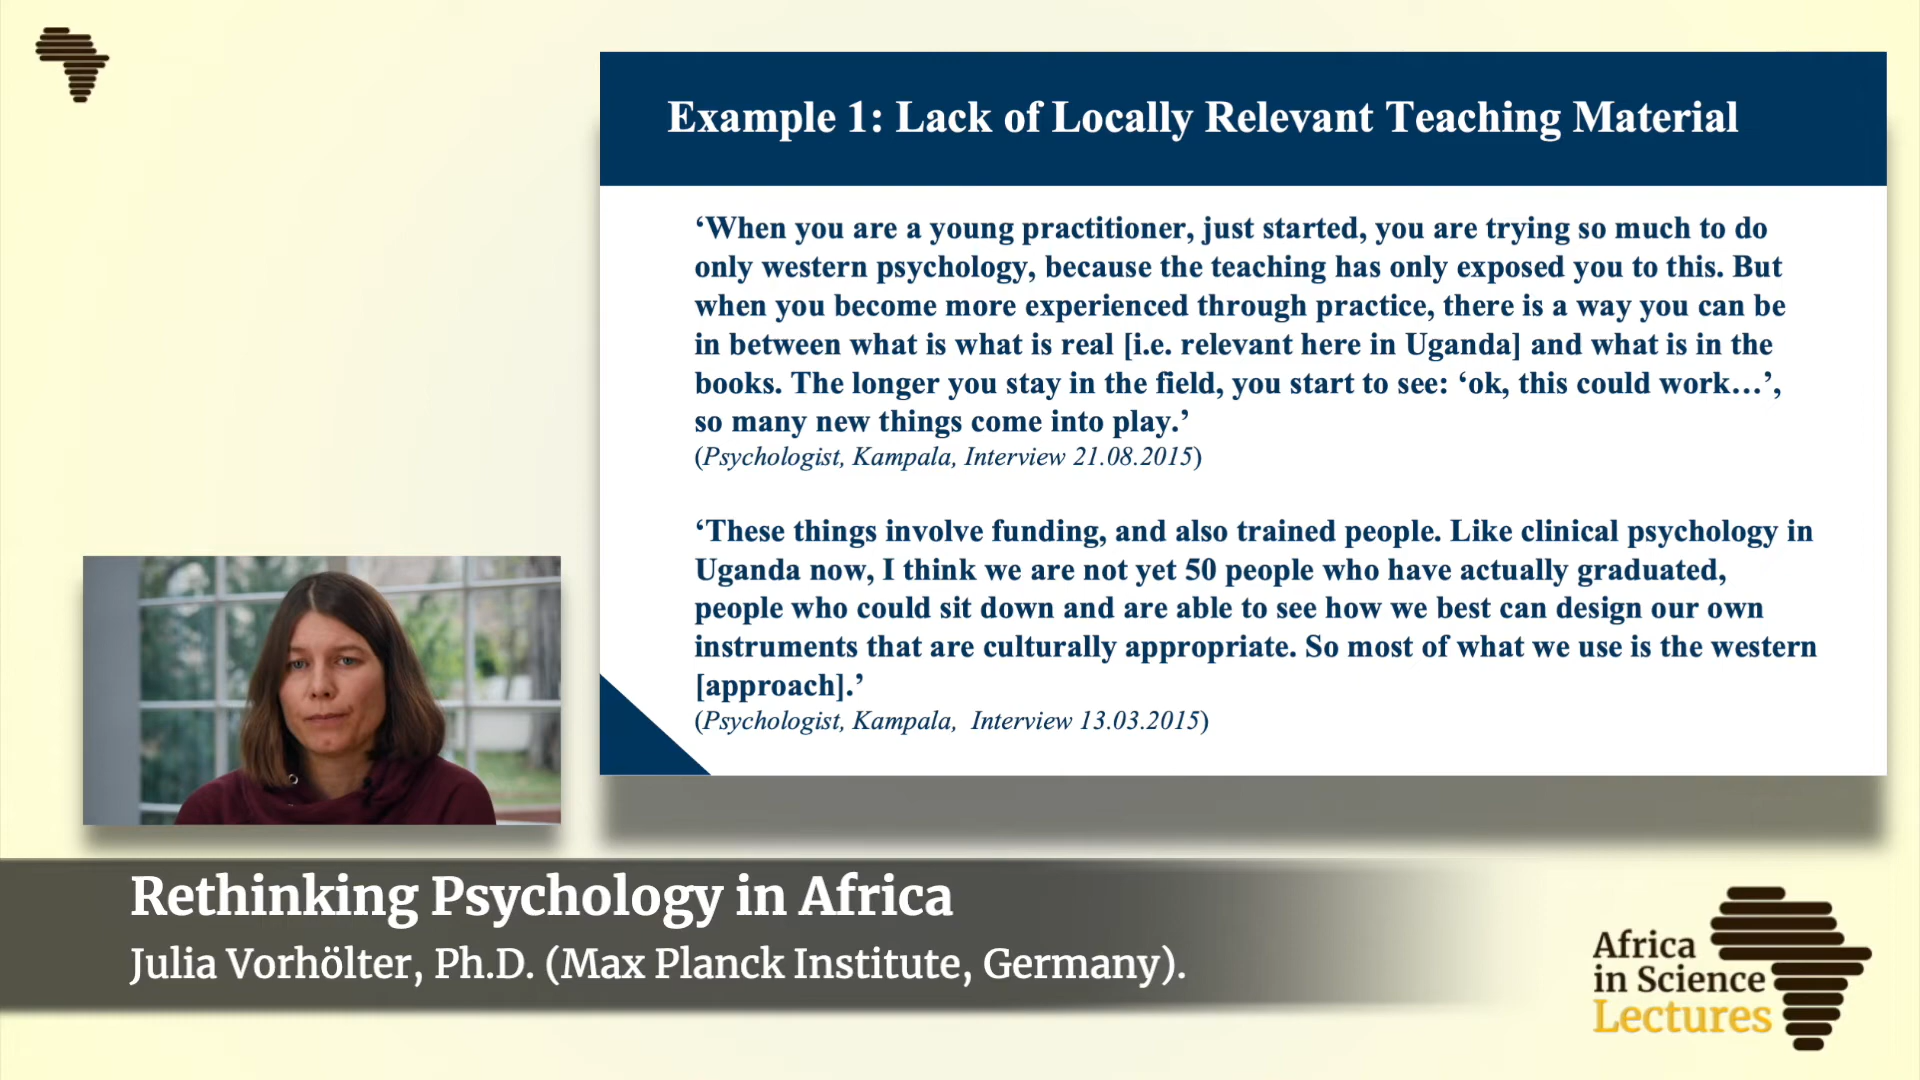 Example 1: Lack of Locally Relevant Teaching Material
‘When you are a young practitioner, just started, you are trying so much to do
only western psychology, because the teaching has only exposed you to this. But
when you become more experienced through practice, there is a way you can be
in between what is what is real [i.e. relevant here in Uganda] and what is in the
books. The longer you stay in the field, you start to see: ‘ok, this could work…’,
so many new things come into play.’
(Psychologist, Kampala, Interview 21.08.2015)
‘These things involve funding, and also trained people. Like clinical psychology in
Uganda now, I think we are not yet 50 people who have actually graduated,
people who could sit down and are able to see how we best can design our own
instruments that are culturally appropriate. So most of what we use is the western
[approach].’
(Psychologist, Kampala,  Interview 13.03.2015)
Rethinking Psychology in Africa
Julia Vorhölter, Ph.D. (Max Planck Institute, Germany).
Africa
in Science
Lectures